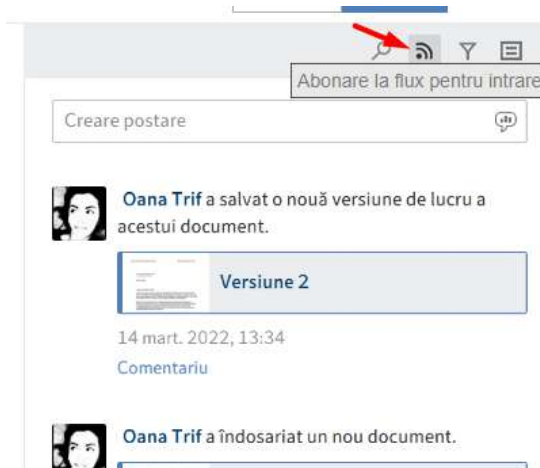 Abonare la flux pentru intrare
Creare postare
Oana Trif a salvat o nouă versiune de lucru a
acestui document.
Versiune 2
14 mart. 2022, 13:34
Comentariu
Oana Trif a îndosariat un nou document.